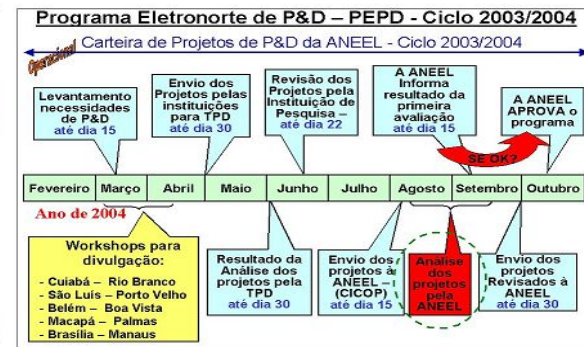 Programa Eletronorte de P&D – PEPD - Ciclo 2003/2004
Carteira de Projetos de P&D da ANEEL - Ciclo 2003/2004
Operacional
Levantamento
necessidades
de P&D
até dia 15
Envio dos
Projetos pelas
instituições
para TPD
até dia 30
Revisão dos
Projetos pela
Instituição de
Pesquisa –
até dia 22
A ANEEL
Informa
resultado da
primeira
avaliação
até dia 15
A ANEEL
APROVA o
programa
SE OK?
Fevereiro
Março
Abril
Maio
Junho
Julho
Agosto
Setembro
Outubro
Ano de 2004
Workshops para
divulgação:
- Cuiabá – Rio Branco
- São Luís – Porto Velho
- Belém – Boa Vista
- Macapá – Palmas
- Brasília – Manaus
Resultado da
Análise dos
projetos pela
TPD
até dia 30
Envio dos
projetos à
ANEEL –
(CICOP)
até dia 15
Análise
dos
projetos
pela
ANEEL
Envio dos
projetos
Revisados à
ANEEL
até dia 30